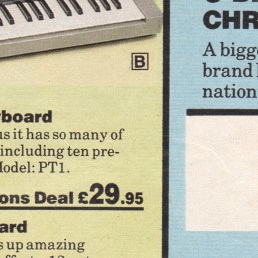 B
CHR
A bigge
brand
nation
yboard
us it has so many of
including ten pre-
Model: PT1.
ons Deal £29.95
ard
s up amazing